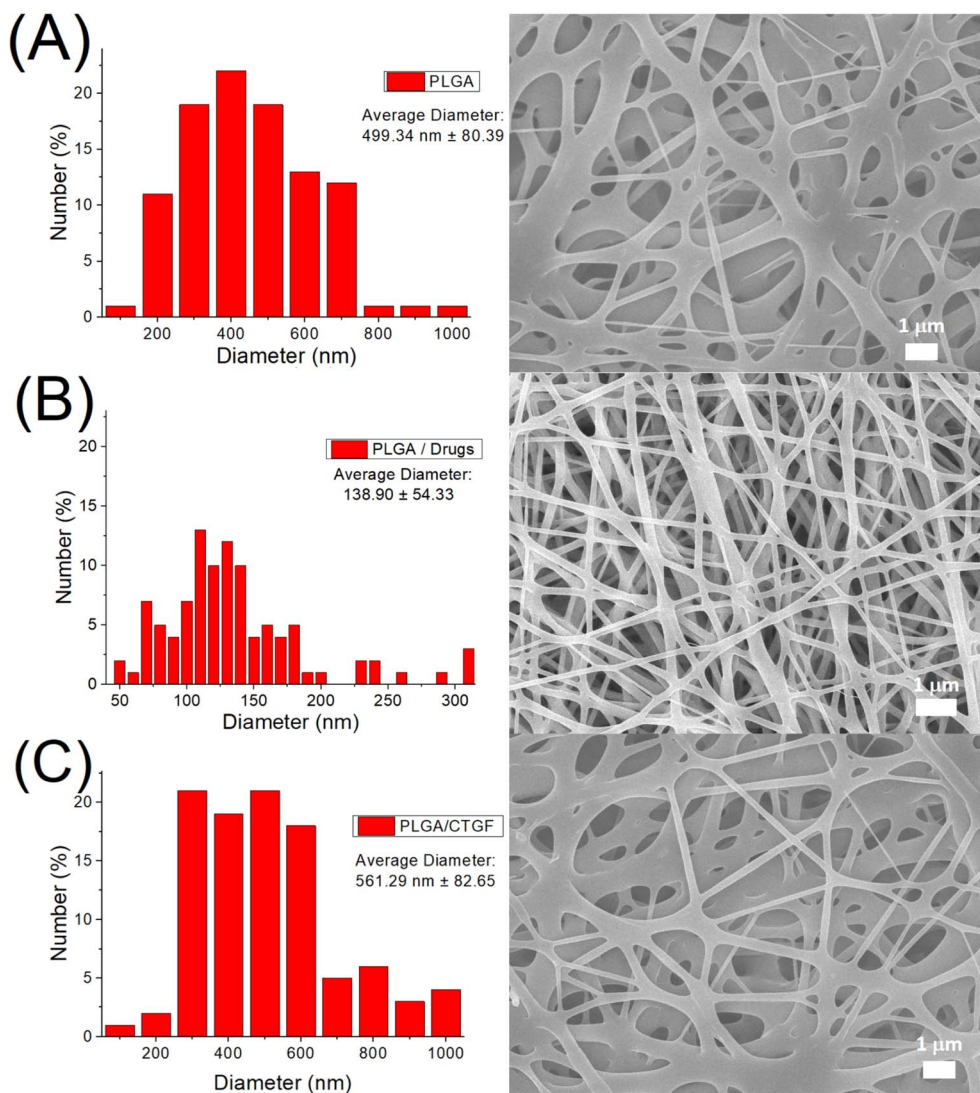 (A)
20
15
10
5
0
Number (%)
PLGA
Average Diameter:
499.34 nm ± 80.39
200 400 600 800 1000
Diameter (nm)
1 μm
(B)
20
15
10
5
0
Number (%)
PLGA / Drugs
Average Diameter:
138.90 ± 54.33
50 100 150 200 250 300
Diameter (nm)
1 μm
(C)
20
15
10
5
0
Number (%)
PLGA/CTGF
Average Diameter:
561.29 nm ± 82.65
200 400 600 800 1000
Diameter (nm)
1 μm